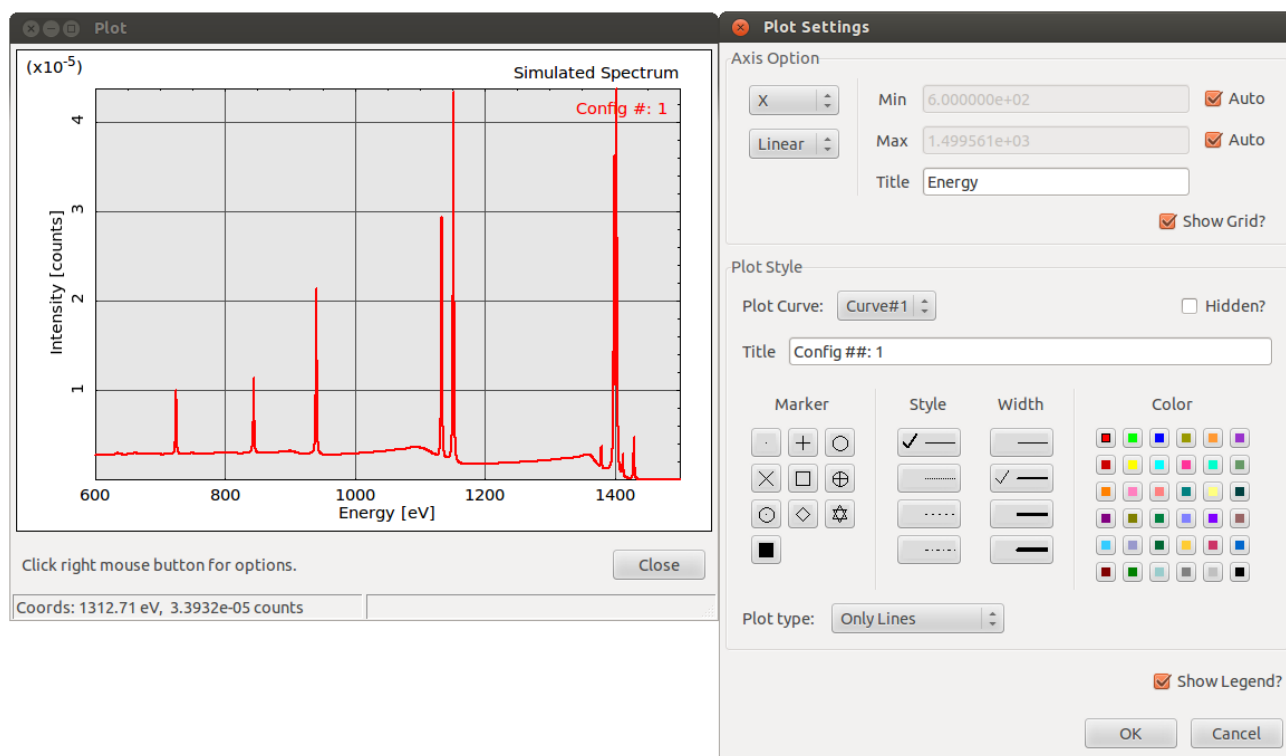 Plot
(x10-5)
Simulated Spectrum
Config #: 1
4
3
2
1
Intensity [counts]
600 800 1000 1200 1400
Energy [eV]
Click right mouse button for options.
Close
Coords: 1312.71 eV, 3.3932e-05 counts
Plot Settings
Axis Option
X
Min 6.000000e+02 Auto
Linear
Max 1.499561e+03 Auto
Title Energy
Show Grid?
Plot Style
Plot Curve: Curve#1 Hidden?
Title Config ##: 1
Marker Style Width Color
Plot type: Only Lines
Show Legend?
OK Cancel